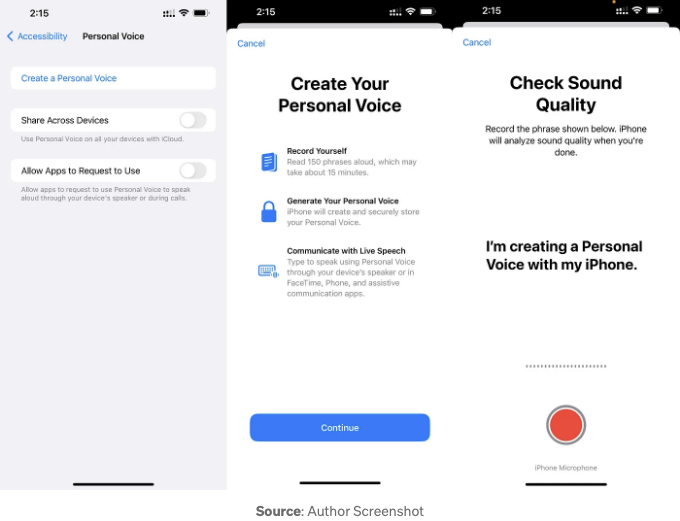 2:15
Accessibility
Personal Voice
Create a Personal Voice
Share Across Devices
Use Personal Voice on all your devices with iCloud.
Allow Apps to Request to Use
Allow apps to request to use Personal Voice to speak
aloud through your device's speaker or during calls.
2:15
Cancel
Create Your
Personal Voice
Record Yourself
Read 150 phrases aloud, which may
take about 15 minutes.
Generate Your Personal Voice
iPhone will create and securely store
your Personal Voice.
Communicate with Live Speech
Type to speak using Personal Voice
through your device's speaker or in
FaceTime, Phone, and assistive
communication apps.
Continue
2:15
Cancel
Check Sound
Quality
Record the phrase shown below. iPhone
will analyze sound quality when you're
done.
I'm creating a Personal
Voice with my iPhone.
iPhone Microphone
Source: Author Screenshot